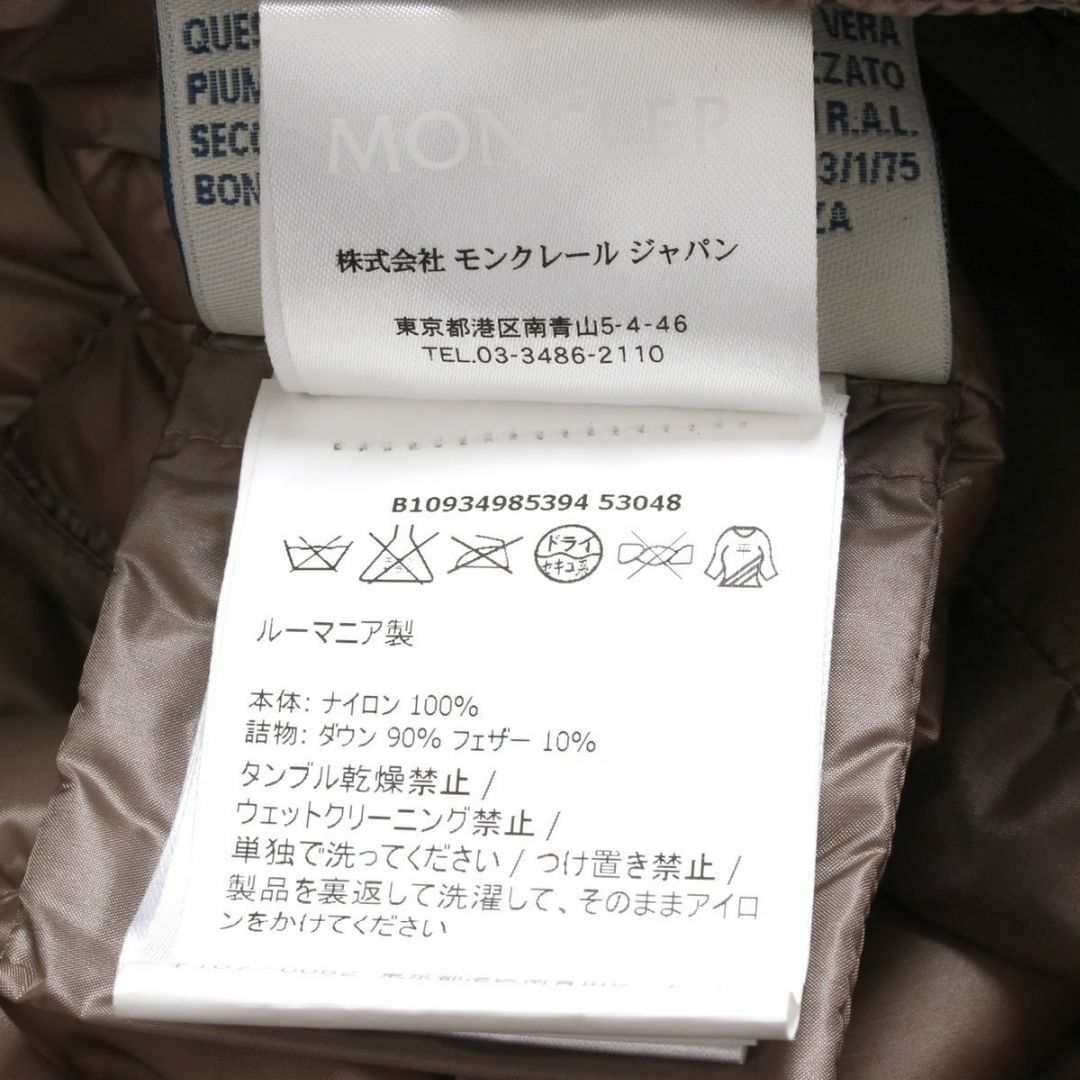 VERA
R.A.L.
3/1/75
MONCLER
株式会社 モンクレール ジャパン
東京都港区南青山5-4-46
TEL.03-3486-2110
B10934985394 53048
ドライ
セキユ系
平
ルーマニア製
本体: ナイロン 100%
詰物: ダウン 90% フェザー 10%
タンブル乾燥禁止 /
ウェットクリーニング禁止 /
単独で洗ってください / つけ置き禁止 /
製品を裏返して洗濯して、そのままアイロ
ンをかけてください